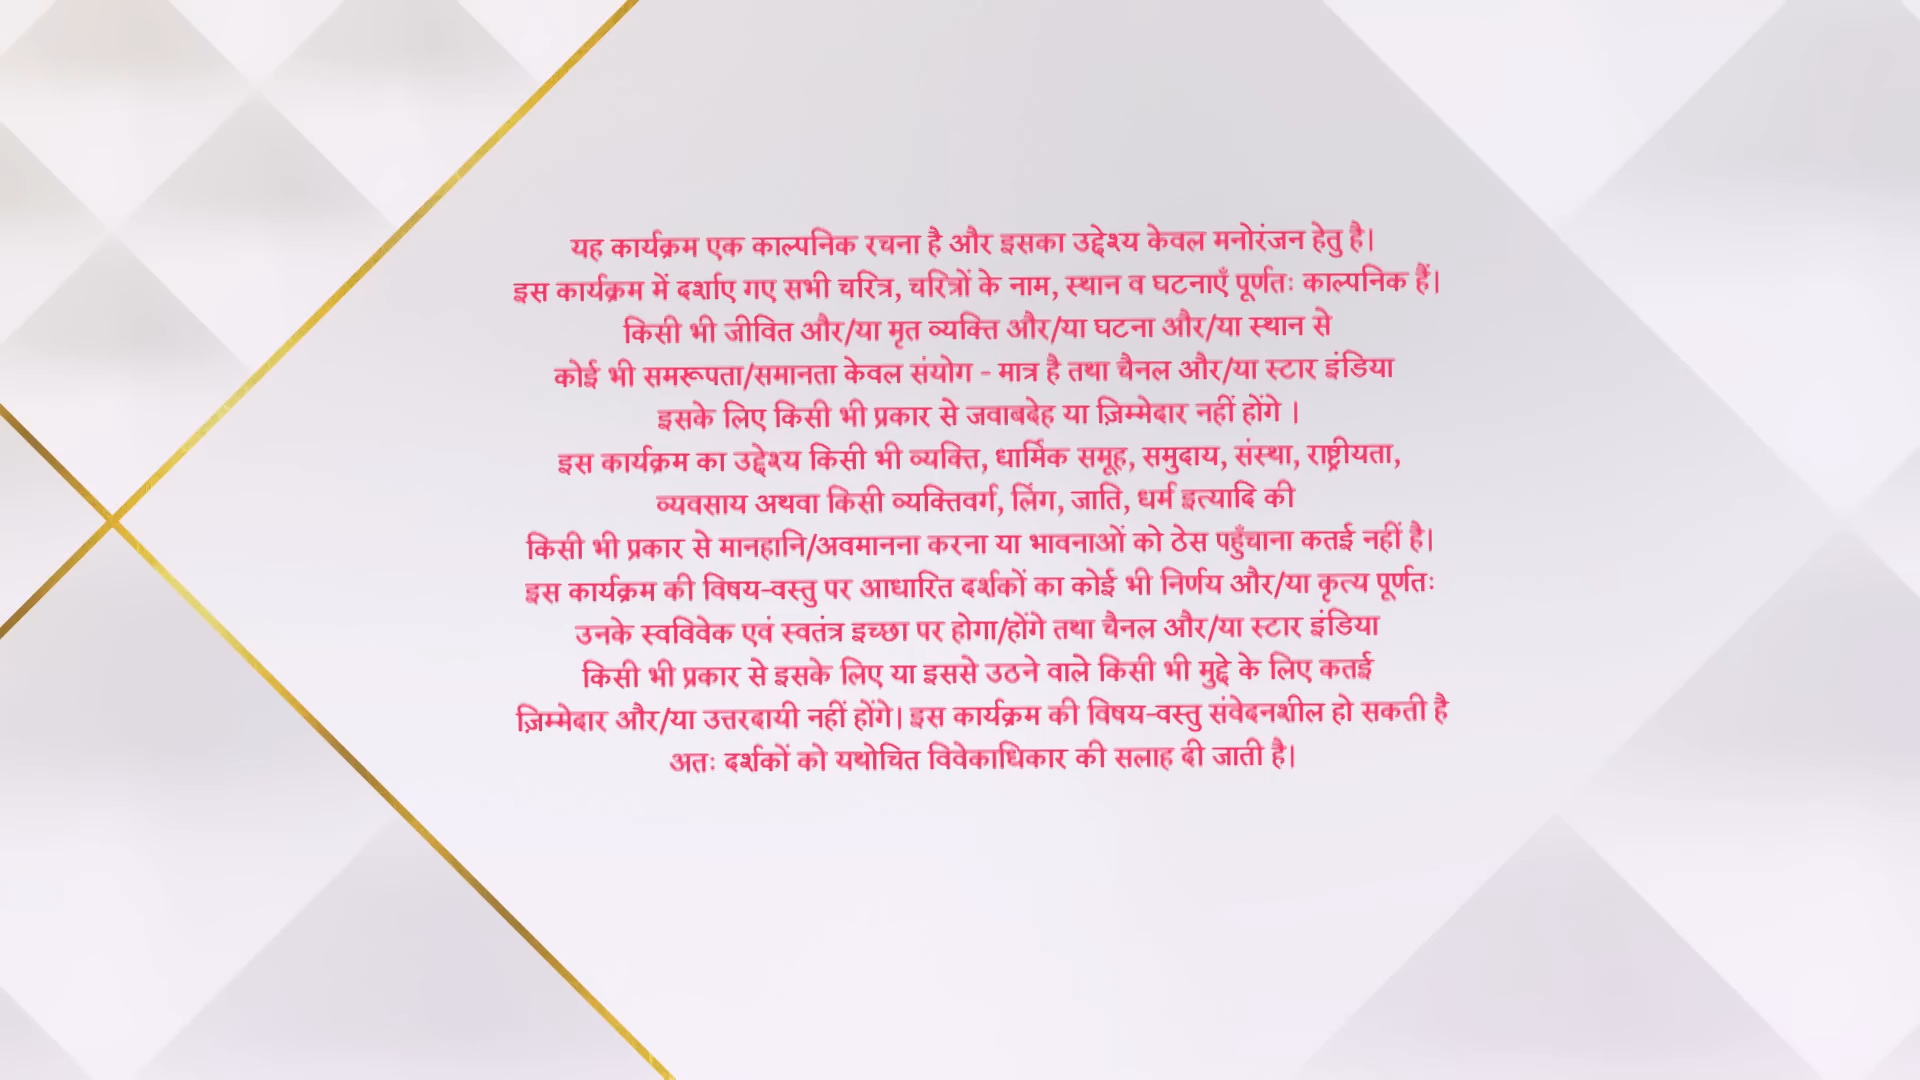 यह कार्यक्रम एक काल्पनिक रचना है और इसका उद्देश्य केवल मनोरंजन हेतु है।
इस कार्यक्रम में दर्शाए गए सभी चरित्र, चरित्रों के नाम, स्थान व घटनाएँ पूर्णतः काल्पनिक हैं।
किसी भी जीवित और/या मृत व्यक्ति और/या घटना और/या स्थान से
कोई भी समरूपता/समानता केवल संयोग - मात्र है तथा चैनल और/या स्टार इंडिया
इसके लिए किसी भी प्रकार से जवाबदेह या ज़िम्मेदार नहीं होंगे ।
इस कार्यक्रम का उद्देश्य किसी भी व्यक्ति, धार्मिक समूह, समुदाय, संस्था, राष्ट्रीयता,
व्यवसाय अथवा किसी व्यक्तिवर्ग, लिंग, जाति, धर्म इत्यादि की
किसी भी प्रकार से मानहानि/अवमानना करना या भावनाओं को ठेस पहुँचाना कतई नहीं है।
इस कार्यक्रम की विषय-वस्तु पर आधारित दर्शकों का कोई भी निर्णय और/या कृत्य पूर्णतः
उनके स्वविवेक एवं स्वतंत्र इच्छा पर होगा/होंगे तथा चैनल और/या स्टार इंडिया
किसी भी प्रकार से इसके लिए या इससे उठने वाले किसी भी मुद्दे के लिए कतई
ज़िम्मेदार और/या उत्तरदायी नहीं होंगे। इस कार्यक्रम की विषय-वस्तु संवेदनशील हो सकती है
अतः दर्शकों को यथोचित विवेकाधिकार की सलाह दी जाती है।